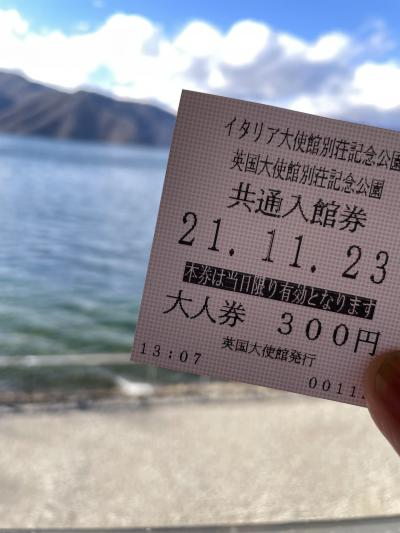 イタリア大使館別荘記念公園
英国大使館別荘記念公園
共通入館券
21.11.23
本券は当日限り有効となります
大人券 300円
英国大使館発行
13:07 0011.